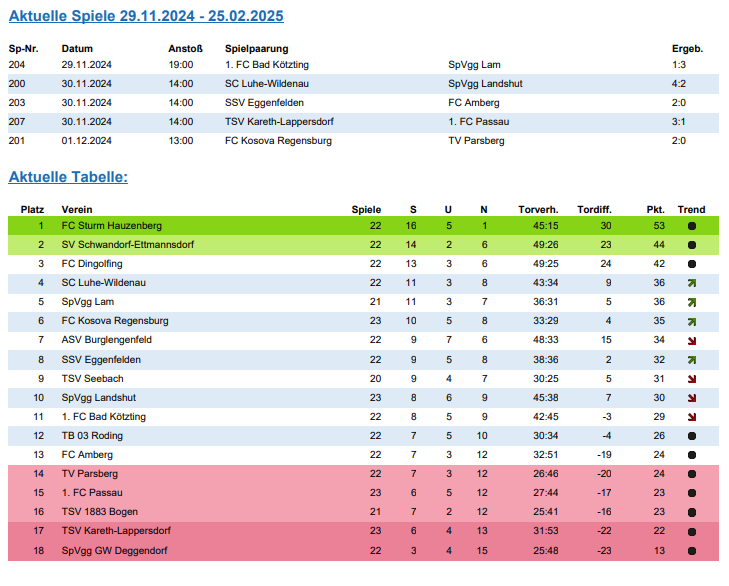 Aktuelle Spiele 29.11.2024 - 25.02.2025
Sp-Nr. Datum Anstoß Spielpaarung Ergeb.
204 29.11.2024 19:00 1. FC Bad Kötzting SpVgg Lam 1:3
200 30.11.2024 14:00 SC Luhe-Wildenau SpVgg Landshut 4:2
203 30.11.2024 14:00 SSV Eggenfelden FC Amberg 2:0
207 30.11.2024 14:00 TSV Kareth-Lappersdorf 1. FC Passau 3:1
201 01.12.2024 13:00 FC Kosova Regensburg TV Parsberg 2:0
Aktuelle Tabelle:
Platz Verein Spiele S U N Torverh. Tordiff. Pkt. Trend
1 FC Sturm Hauzenberg 22 16 5 1 45:15 30 53
2 SV Schwandorf-Ettmannsdorf 22 14 2 6 49:26 23 44
3 FC Dingolfing 22 13 3 6 49:25 24 42
4 SC Luhe-Wildenau 22 11 3 8 43:34 9 36
5 SpVgg Lam 21 11 3 7 36:31 5 36
6 FC Kosova Regensburg 23 10 5 8 33:29 4 35
7 ASV Burglengenfeld 22 9 7 6 48:33 15 34
8 SSV Eggenfelden 22 9 5 8 38:36 2 32
9 TSV Seebach 20 9 4 7 30:25 5 31
10 SpVgg Landshut 23 8 6 9 45:38 7 30
11 1. FC Bad Kötzting 22 8 5 9 42:45 -3 29
12 TB 03 Roding 22 7 5 10 30:34 -4 26
13 FC Amberg 22 7 3 12 32:51 -19 24
14 TV Parsberg 22 7 3 12 26:46 -20 24
15 1. FC Passau 23 6 5 12 27:44 -17 23
16 TSV 1883 Bogen 21 7 2 12 25:41 -16 23
17 TSV Kareth-Lappersdorf 23 6 4 13 31:53 -22 22
18 SpVgg GW Deggendorf 22 3 4 15 25:48 -23 13